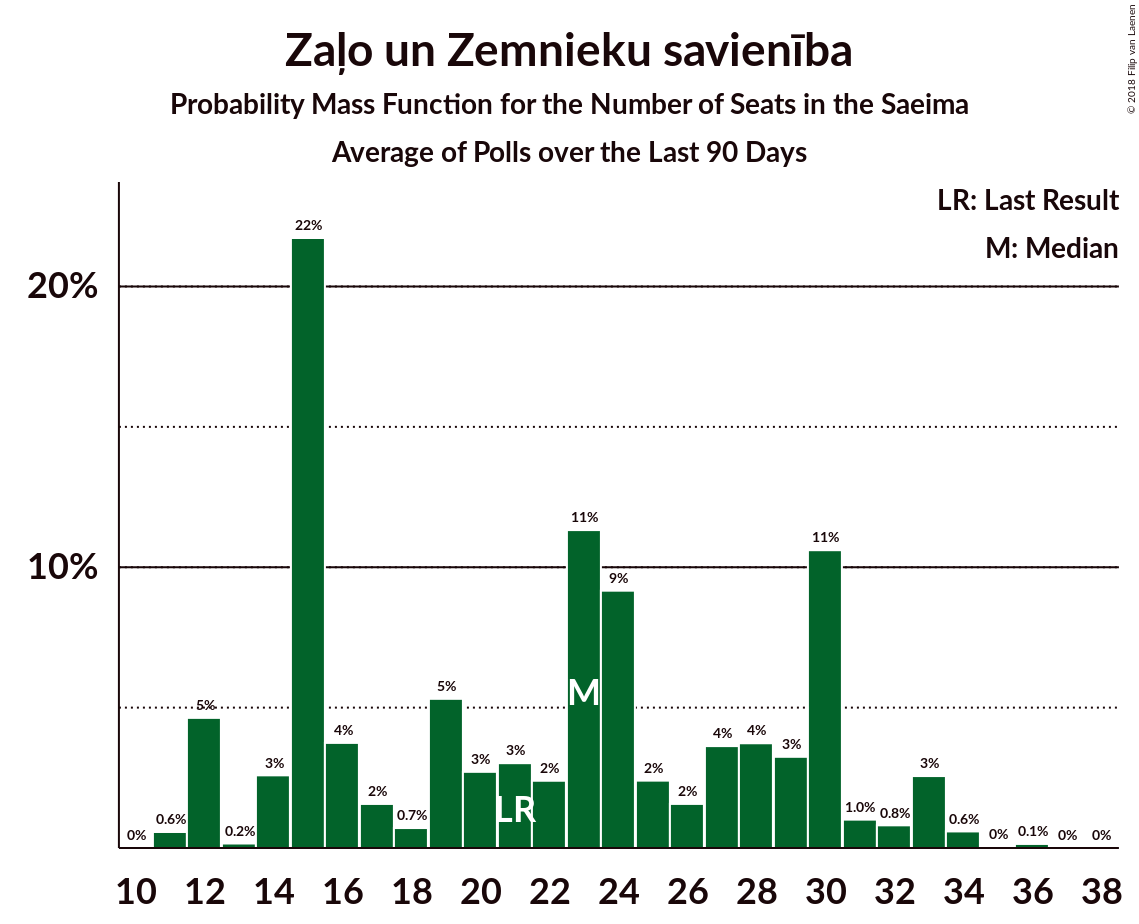 Zaļo un Zemnieku savienība
Probability Mass Function for the Number of Seats in the Saeima
Average of Polls over the Last 90 Days
© 2018 Filip van Laenen
LR: Last Result
M: Median
20%
10%
0% 0.6% 5% 0.2% 3% 22% 4% 2% 0.7% 5% 3% 3% 2% 11% 9% 2% 2% 4% 4% 3% 11% 1.0% 0.8% 3% 0.6% 0% 0.1% 0% 0%
M
LR
10 12 14 16 18 20 22 24 26 28 30 32 34 36 38